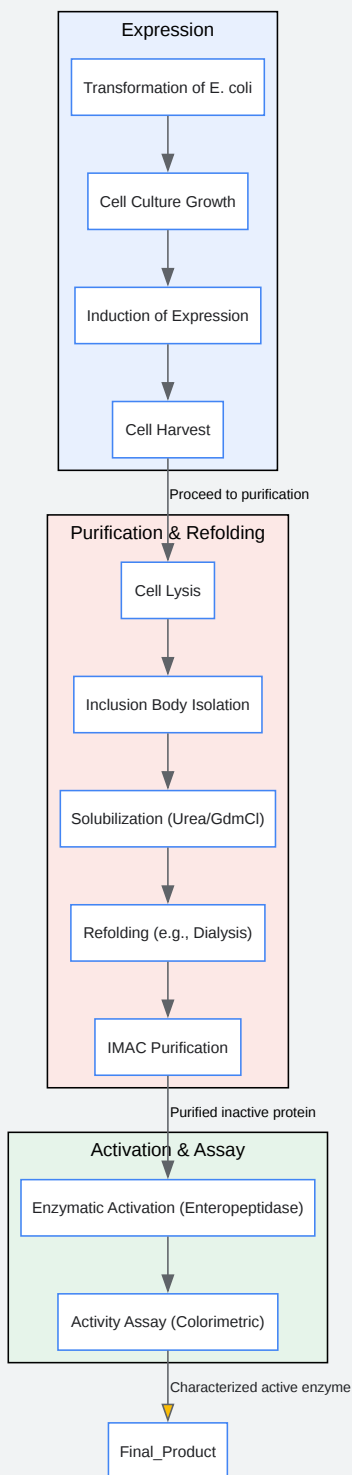 Expression
Transformation of E. coli
Cell Culture Growth
Induction of Expression
Cell Harvest
Proceed to purification
Purification & Refolding
Cell Lysis
Inclusion Body Isolation
Solubilization (Urea/GdmCl)
Refolding (e.g., Dialysis)
IMAC Purification
Purified inactive protein
Activation & Assay
Enzymatic Activation (Enteropeptidase)
Activity Assay (Colorimetric)
Characterized active enzyme
Final_Product